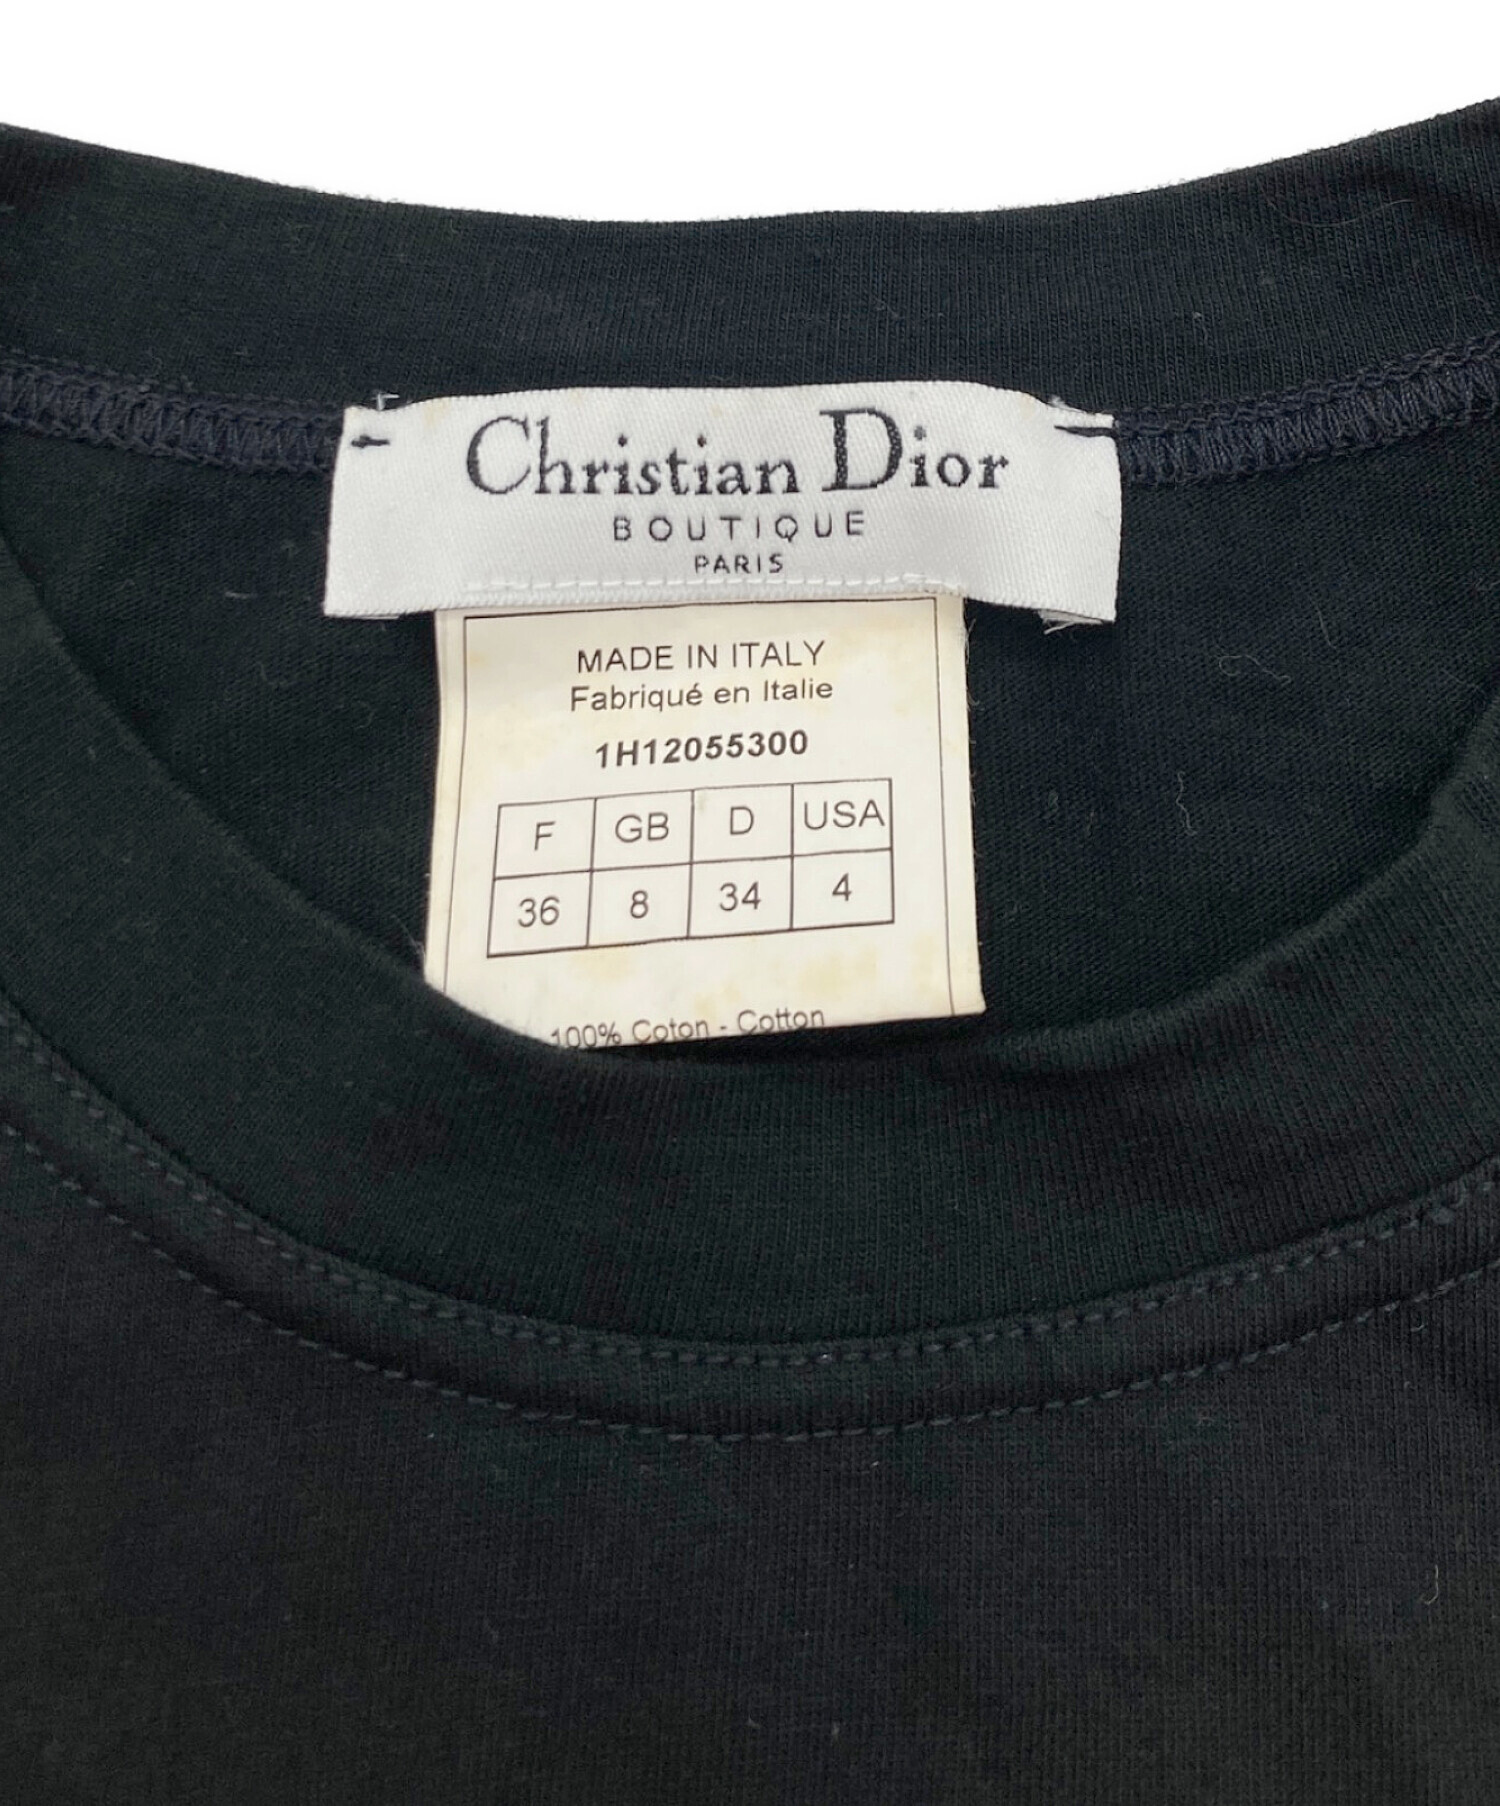 Christian Dior
BOUTIQUE
PARIS
MADE IN ITALY
Fabriqué en Italie
1H12055300
F GB D USA
36 8 34 4
100% Coton - Cotton